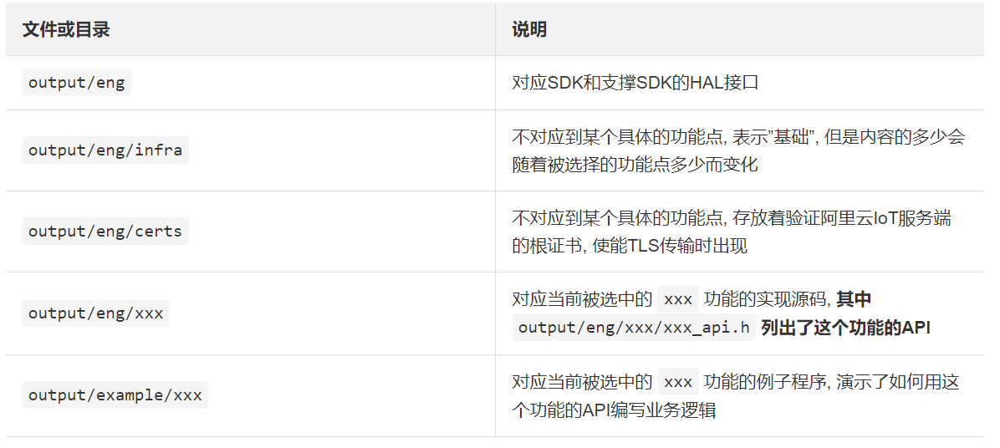 文件或目录 说明
output/eng 对应SDK和支撑SDK的HAL接口
output/eng/infra 不对应到某个具体的功能点, 表示”基础”, 但是内容的多少会
随着被选择的功能点多少而变化
output/eng/certs 不对应到某个具体的功能点, 存放着验证阿里云IoT服务端
的根证书, 使能TLS传输时出现
output/eng/xxx 对应当前被选中的 xxx 功能的实现源码, 其中
output/eng/xxx/xxx_api.h 列出了这个功能的API
output/example/xxx 对应当前被选中的 xxx 功能的例子程序, 演示了如何用这
个功能的API编写业务逻辑